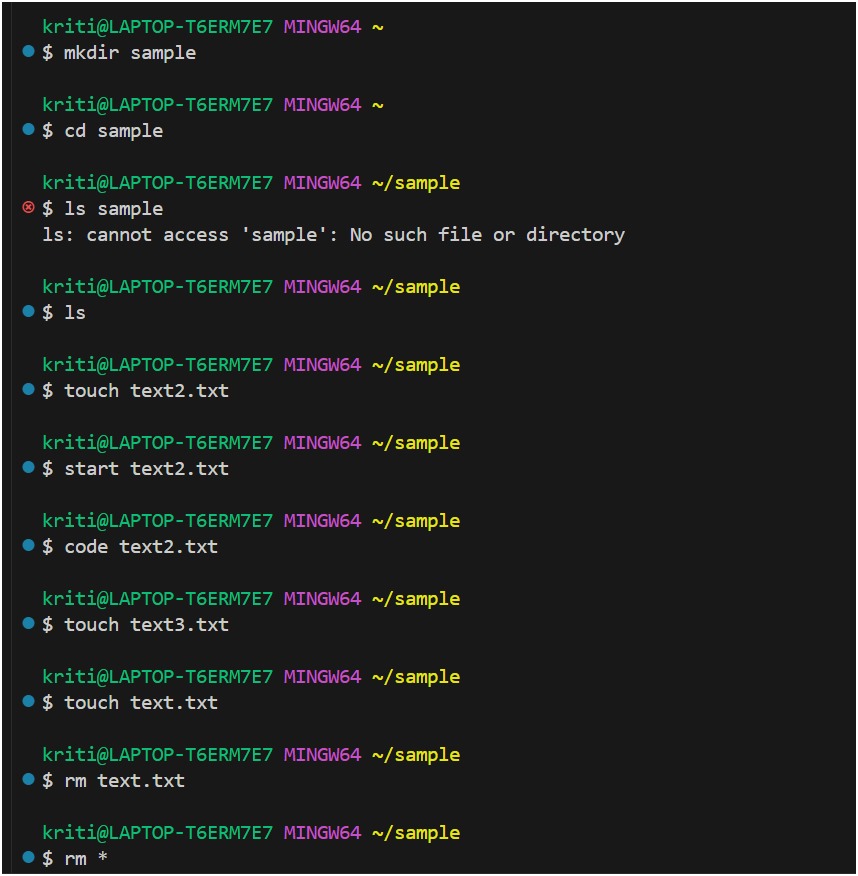 kriti@LAPTOP-T6ERM7E7 MINGW64 ~
$ mkdir sample
kriti@LAPTOP-T6ERM7E7 MINGW64 ~
$ cd sample
kriti@LAPTOP-T6ERM7E7 MINGW64 ~/sample
$ ls sample
ls: cannot access 'sample': No such file or directory
kriti@LAPTOP-T6ERM7E7 MINGW64 ~/sample
$ ls
kriti@LAPTOP-T6ERM7E7 MINGW64 ~/sample
$ touch text2.txt
kriti@LAPTOP-T6ERM7E7 MINGW64 ~/sample
$ start text2.txt
kriti@LAPTOP-T6ERM7E7 MINGW64 ~/sample
$ code text2.txt
kriti@LAPTOP-T6ERM7E7 MINGW64 ~/sample
$ touch text3.txt
kriti@LAPTOP-T6ERM7E7 MINGW64 ~/sample
$ touch text.txt
kriti@LAPTOP-T6ERM7E7 MINGW64 ~/sample
$ rm text.txt
kriti@LAPTOP-T6ERM7E7 MINGW64 ~/sample
$ rm *